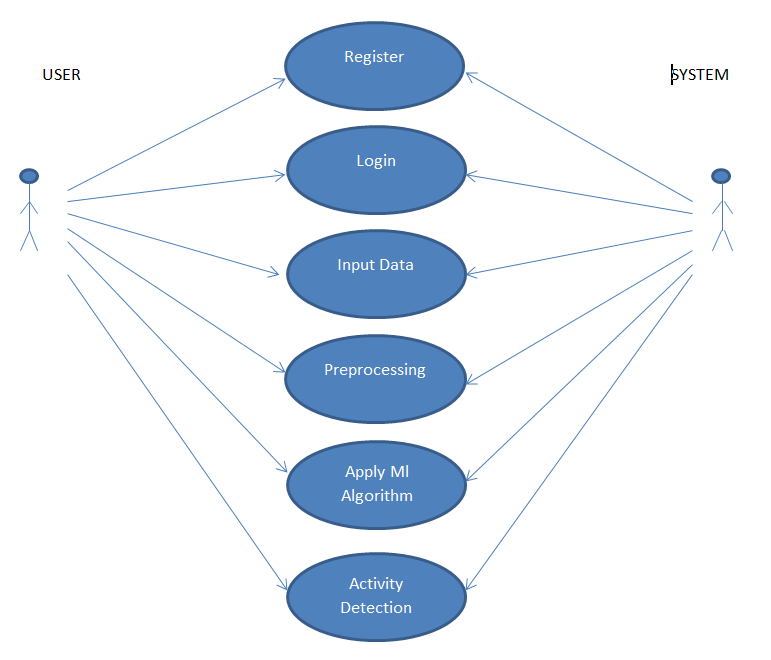 Register
USER
SYSTEM
Login
Input Data
Preprocessing
Apply Ml
Algorithm
Activity
Detection